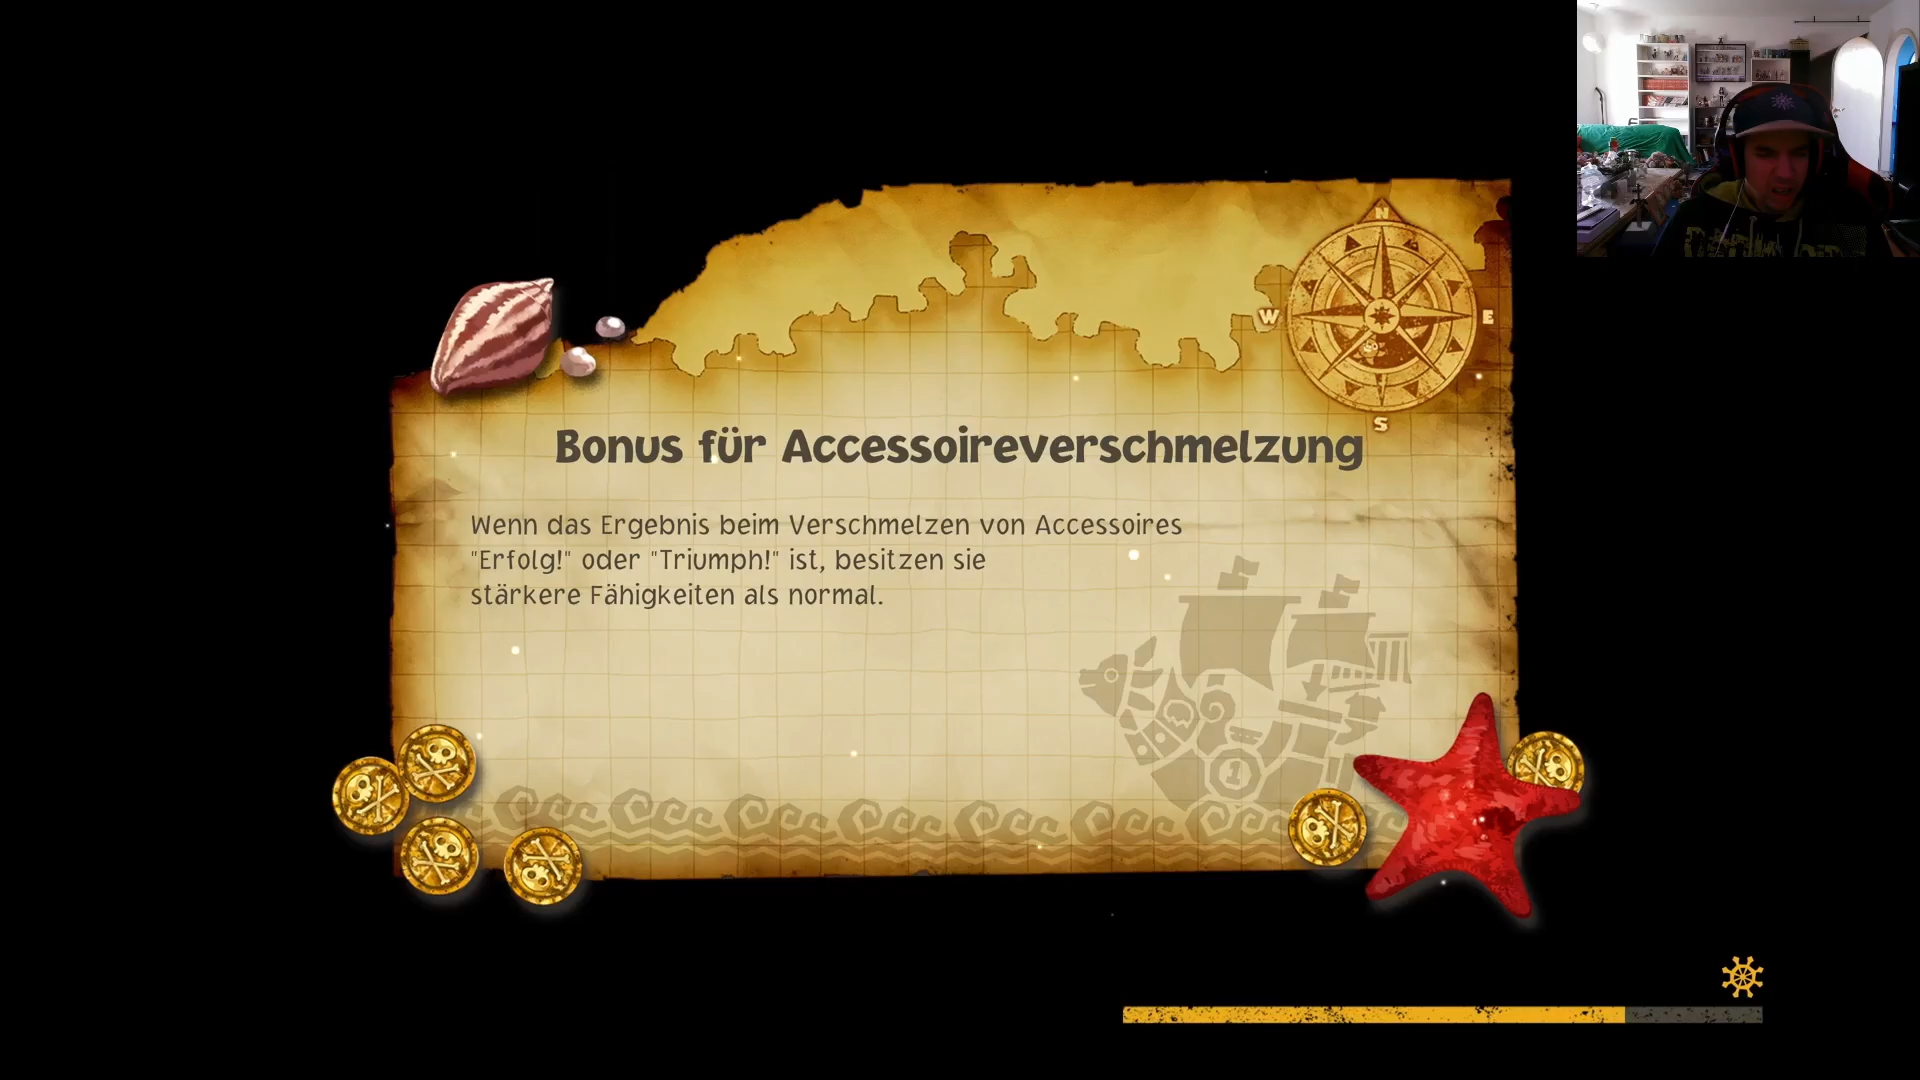 N
W
E
S
Bonus für Accessoireverschmelzung
Wenn das Ergebnis beim Verschmelzen von Accessoires
"Erfolg!" oder "Triumph!" ist, besitzen sie
stärkere Fähigkeiten als normal.
1